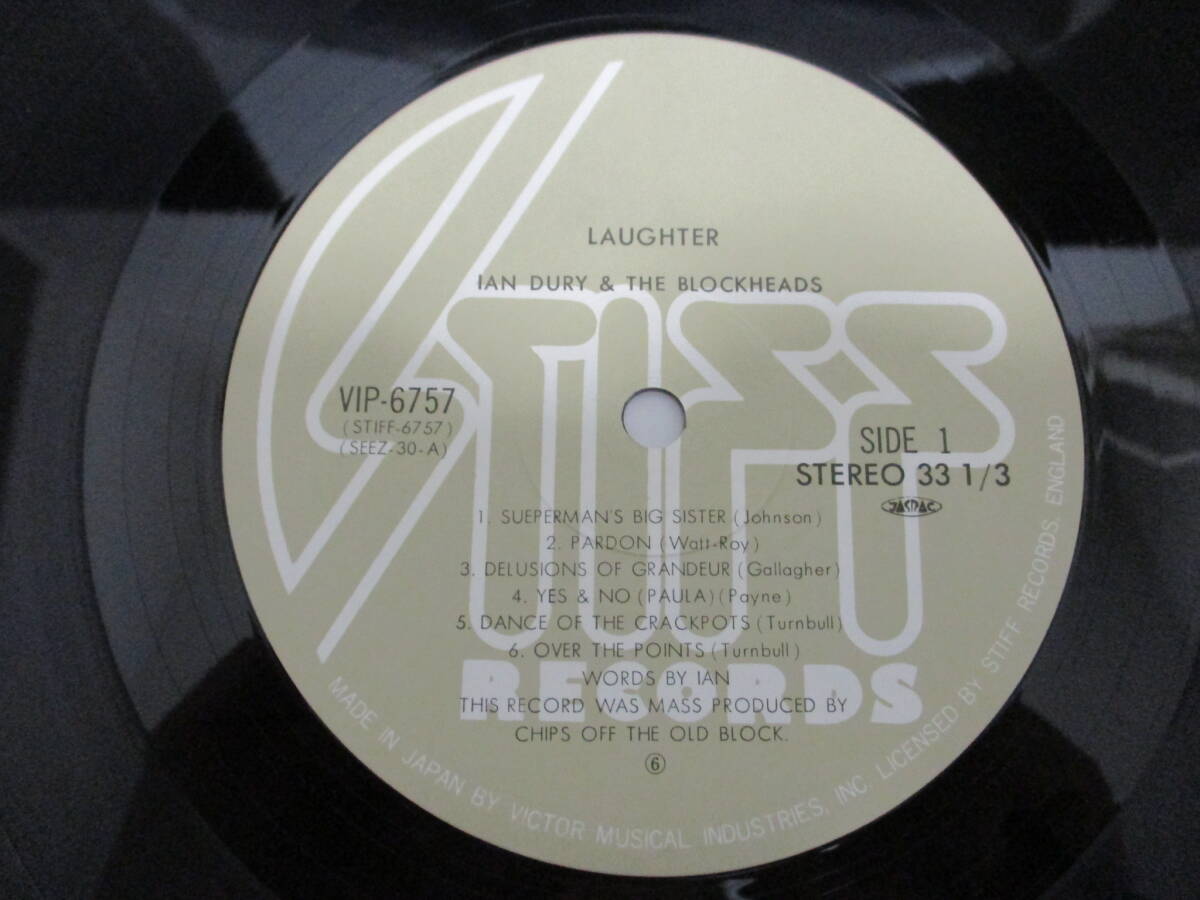 LAUGHTER
IAN DURY & THE BLOCKHEADS
STIFF
RECORDS
VIP-6757
(STIFF-6757)
(SEEZ-30-A)
SIDE 1
STEREO 33 1/3
JASRAC
1. SUEPERMAN'S BIG SISTER (Johnson)
2. PARDON (Watt-Roy)
3. DELUSIONS OF GRANDEUR (Gallagher)
4. YES & NO (PAULA) (Payne)
5. DANCE OF THE CRACKPOTS (Turnbull)
6. OVER THE POINTS (Turnbull)
WORDS BY IAN
THIS RECORD WAS MASS PRODUCED BY
CHIPS OFF THE OLD BLOCK.
⑥
MADE IN JAPAN BY VICTOR MUSICAL INDUSTRIES, INC. LICENSED BY STIFF RECORDS. ENGLAND